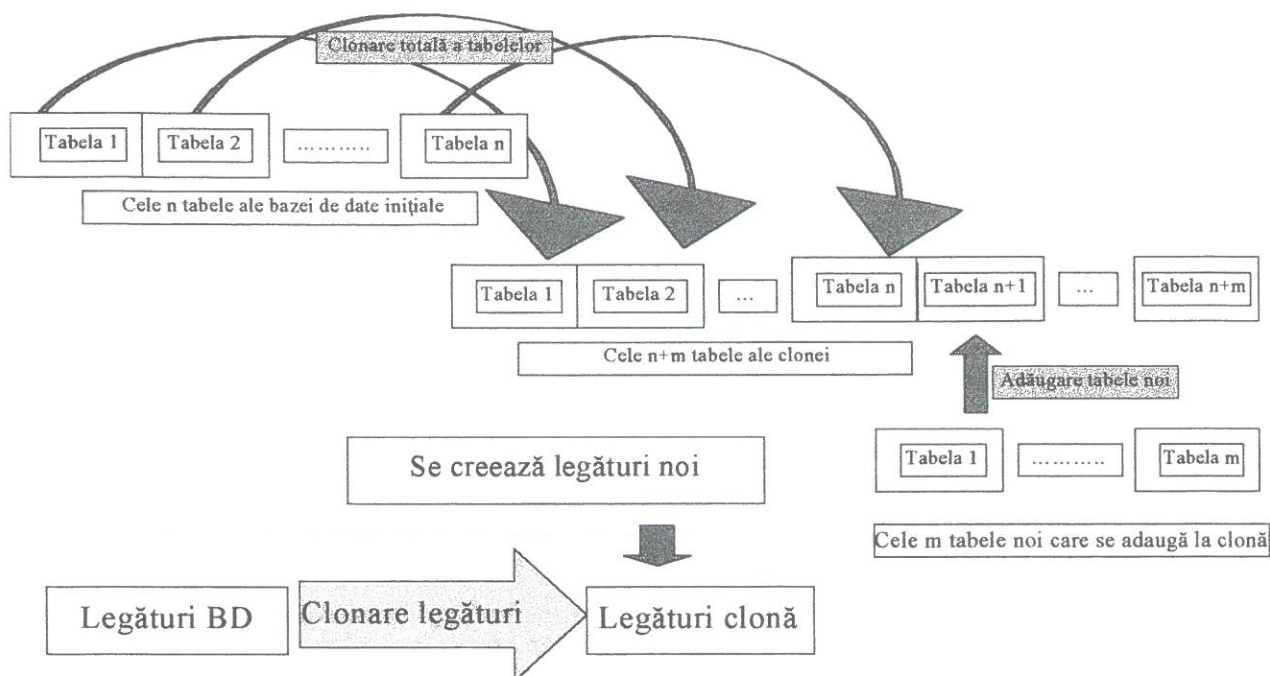 Clonare totală a tabelelor
Tabela 1
Tabela 2
...........
Tabela n
Cele n tabele ale bazei de date iniţiale
Tabela 1
Tabela 2
...
Tabela n
Tabela n+1
...
Tabela n+m
Cele n+m tabele ale clonei
Adăugare tabele noi
Tabela 1
...........
Tabela m
Cele m tabele noi care se adaugă la clonă
Se creează legături noi
Legături BD
Clonare legături
Legături clonă